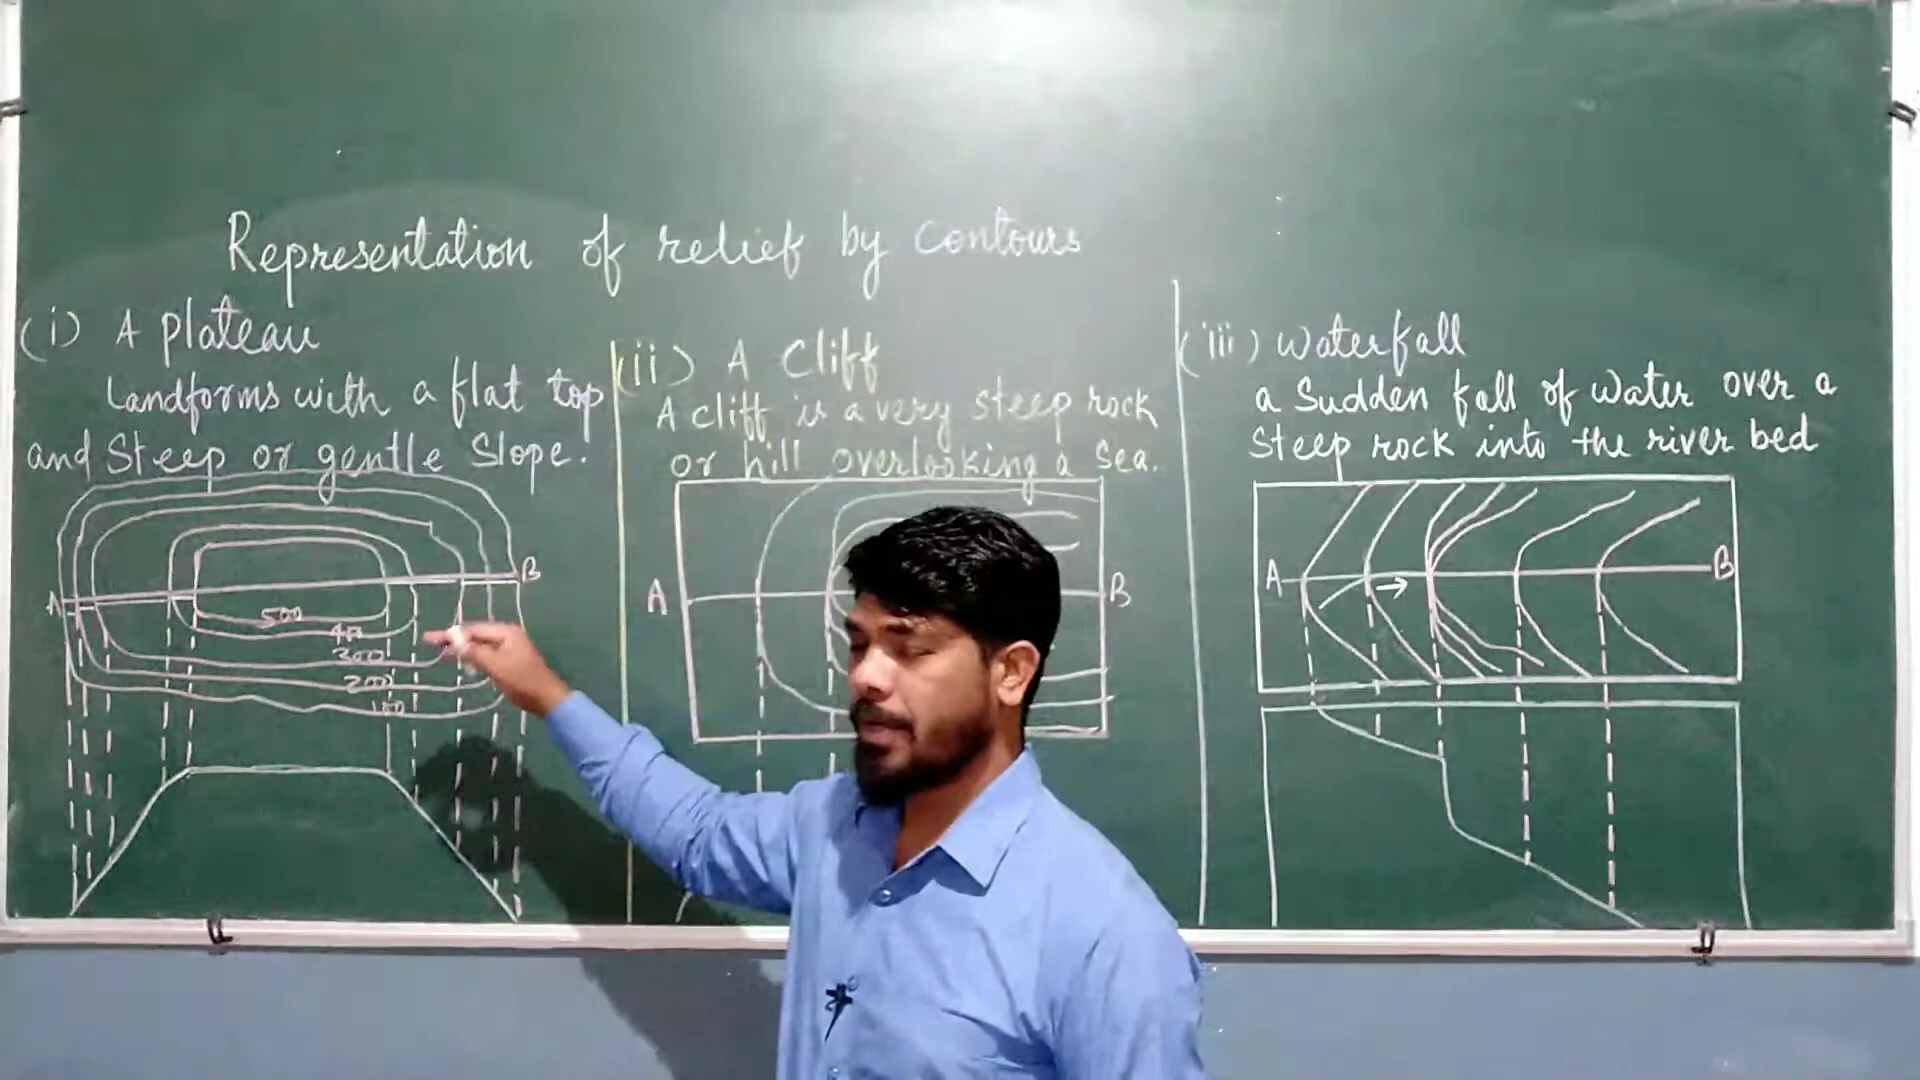 Representation of relief by contours
(i) A plateau
Landforms with a flat top
and Steep or gentle Slope.
A
B
500
300
200
100
(ii) A Cliff
A cliff is a very steep rock
or hill overlooking a Sea.
A
B
(iii) Waterfall
a Sudden fall of water over a
Steep rock into the river bed
A
B